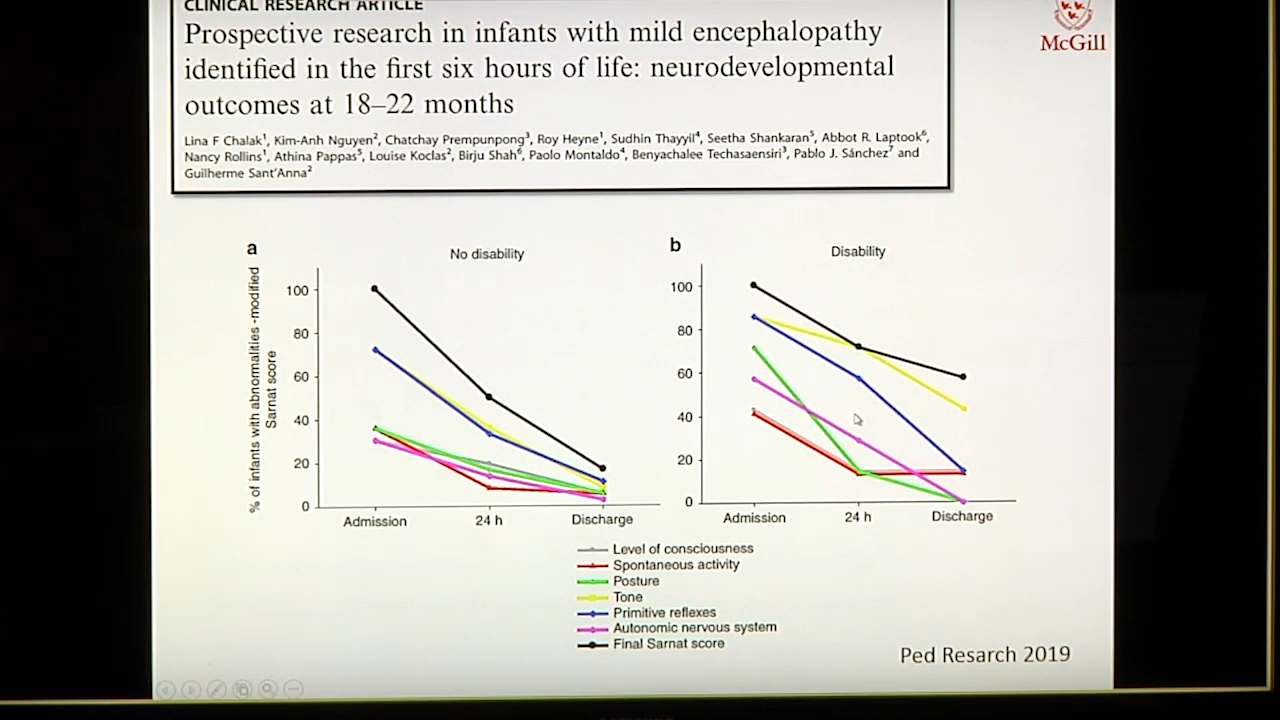 CLINICAL RESEARCH ARTICLE
Prospective research in infants with mild encephalopathy
identified in the first six hours of life: neurodevelopmental
outcomes at 18–22 months
Lina F Chalak1, Kim-Anh Nguyen2, Chatchay Prempunpong3, Roy Heyne1, Sudhin Thayyil4, Seetha Shankaran5, Abbot R. Laptook6,
Nancy Rollins1, Athina Pappas5, Louise Koclas2, Birju Shah6, Paolo Montaldo4, Benyachalee Techasaensiri3, Pablo J. Sánchez7 and
Guilherme Sant'Anna2
McGill
a
No disability
% of infants with abnormalities -modified
Sarnat score
100
80
60
40
20
0
Admission
24 h
Discharge
b
Disability
100
80
60
40
20
0
Admission
24 h
Discharge
Level of consciousness
Spontaneous activity
Posture
Tone
Primitive reflexes
Autonomic nervous system
Final Sarnat score
Ped Resarch 2019